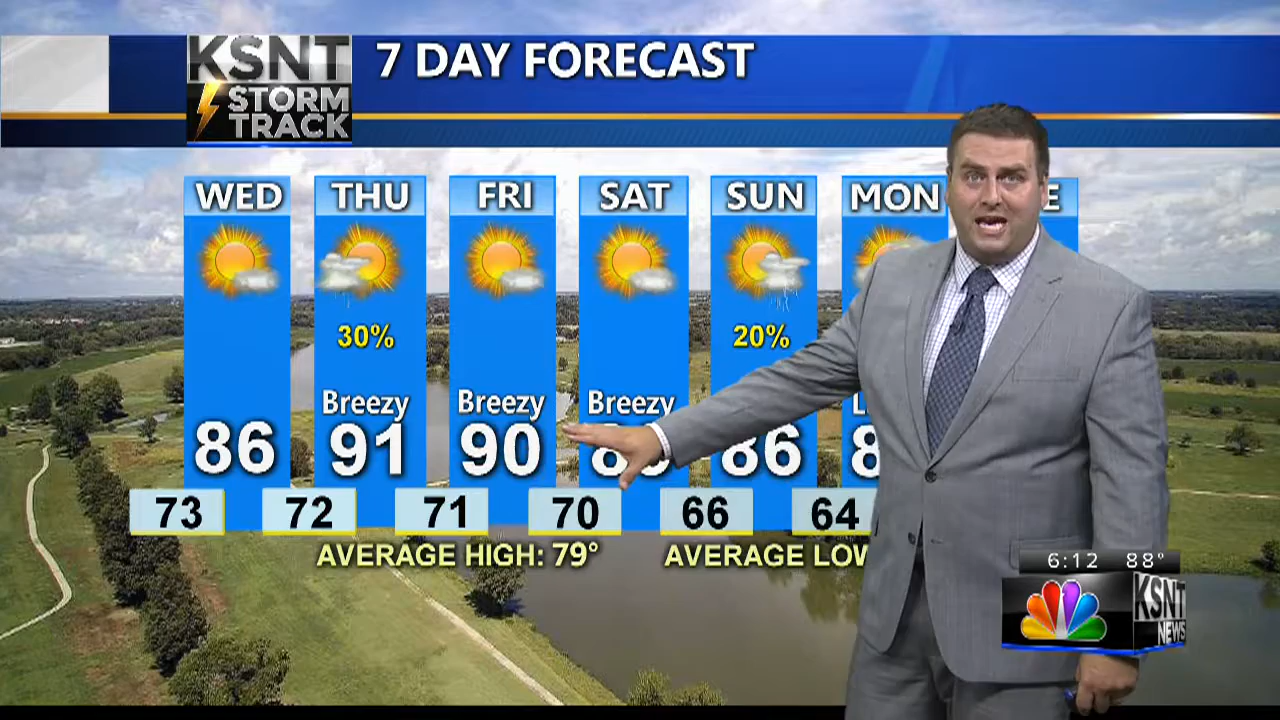 KSNT
STORM
TRACK
7 DAY FORECAST
WED THU FRI SAT SUN MON
30% 20%
Breezy Breezy Breezy
86 91 90 86
73 72 71 70 66 64
AVERAGE HIGH: 79° AVERAGE
6:12 88°
KSNT
NEWS